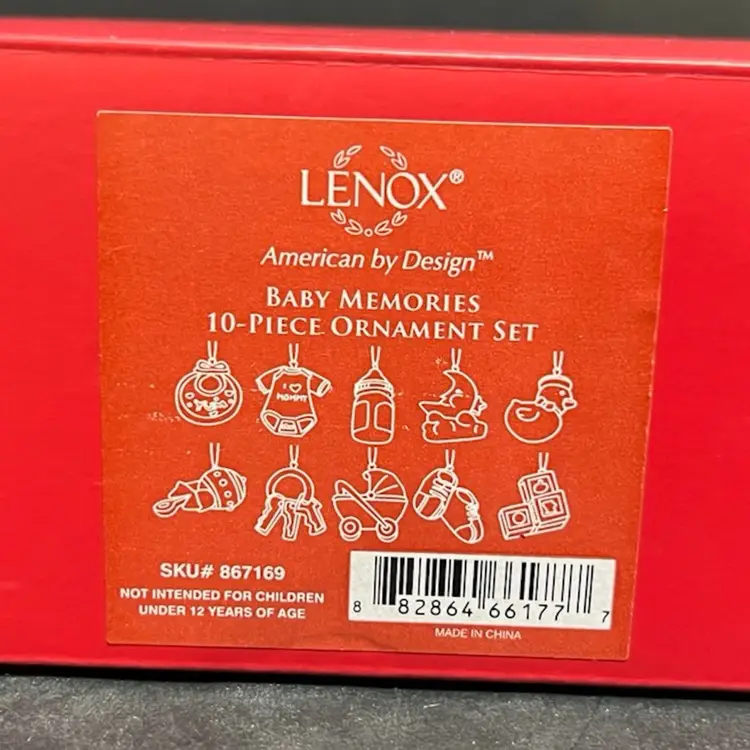 LENOX®
American by Design™
BABY MEMORIES
10-PIECE ORNAMENT SET
YUM
I ♥
MOMMY
SKU# 867169
NOT INTENDED FOR CHILDREN
UNDER 12 YEARS OF AGE
8 82864 66177 7
MADE IN CHINA